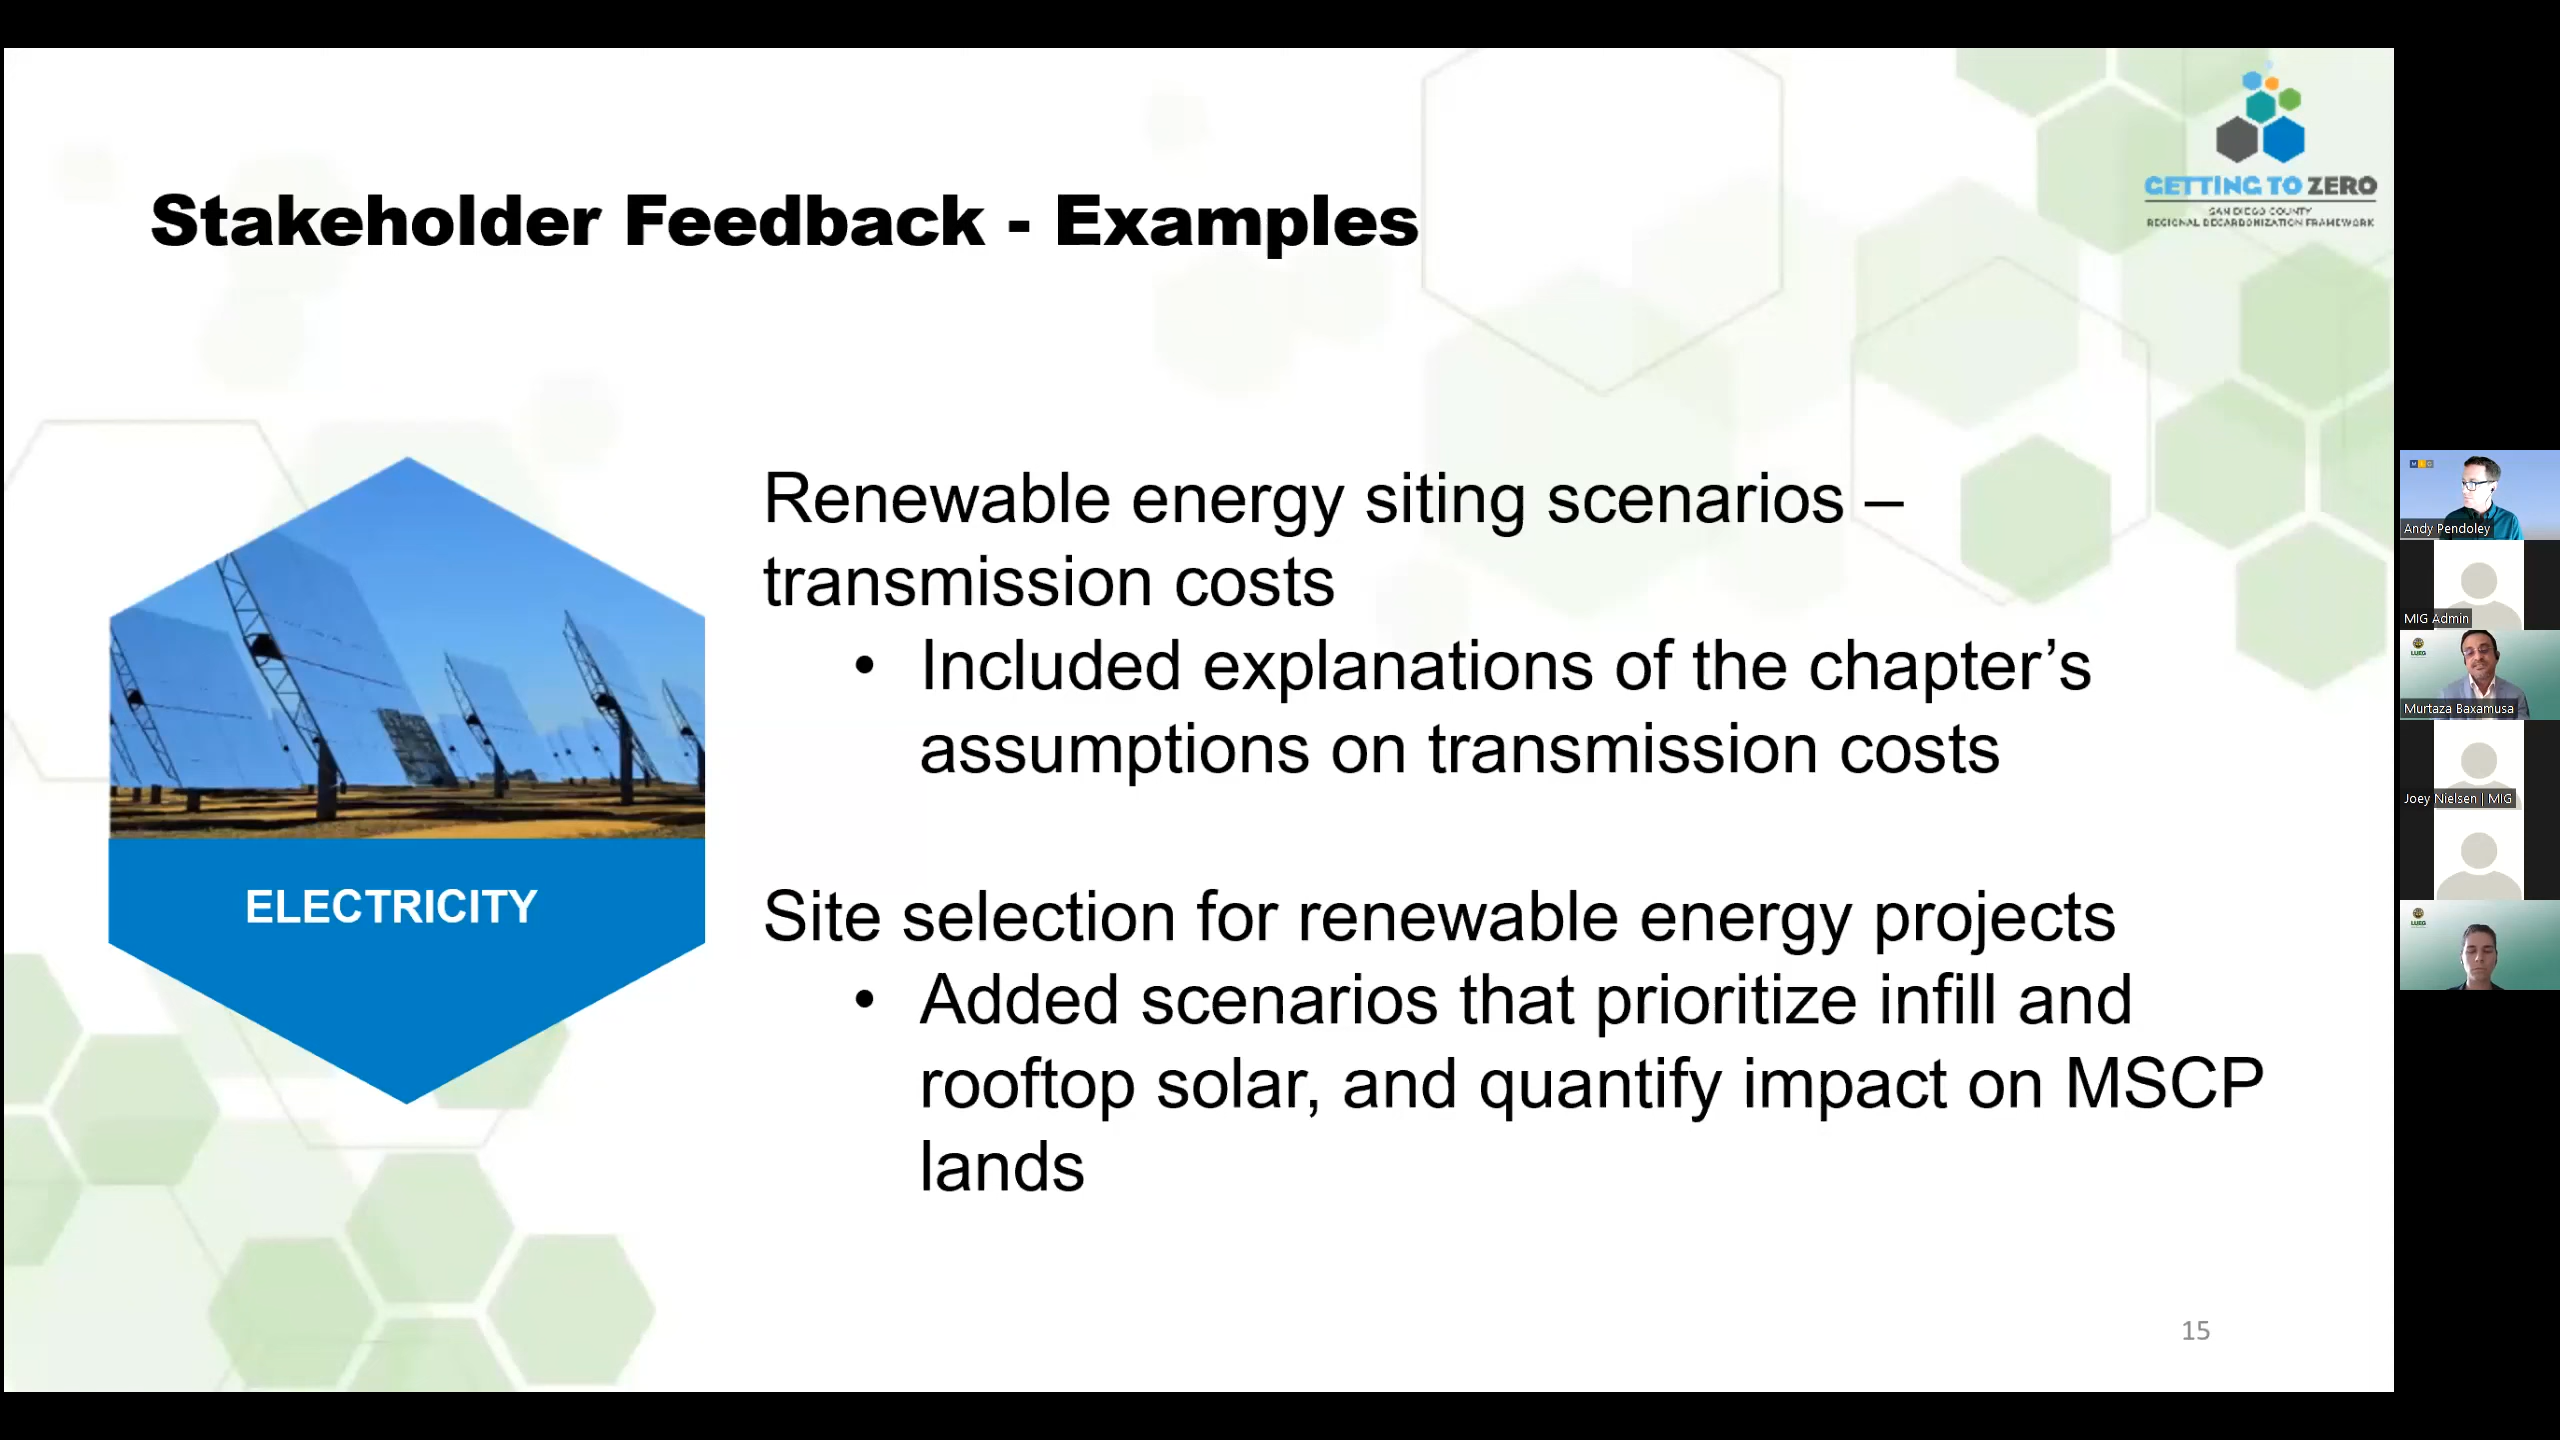 Stakeholder Feedback - Examples
GETTING TO ZERO
SAN DIEGO COUNTY
REGIONAL DECARBONIZATION FRAMEWORK
Renewable energy siting scenarios –
transmission costs
• Included explanations of the chapter’s
assumptions on transmission costs
ELECTRICITY
Site selection for renewable energy projects
• Added scenarios that prioritize infill and
rooftop solar, and quantify impact on MSCP
lands
15
MIG
Andy Pendoley
MIG Admin
LUEG
Murtaza Baxamusa
Joey Nielsen | MIG
LUEG